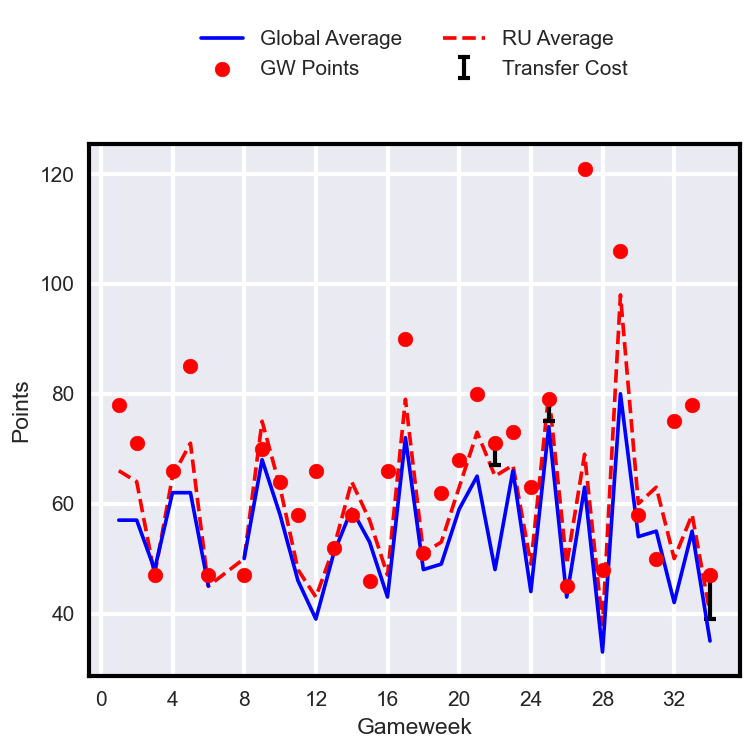 Global Average
RU Average
GW Points
Transfer Cost
120
100
80
60
40
Points
0 4 8 12 16 20 24 28 32
Gameweek